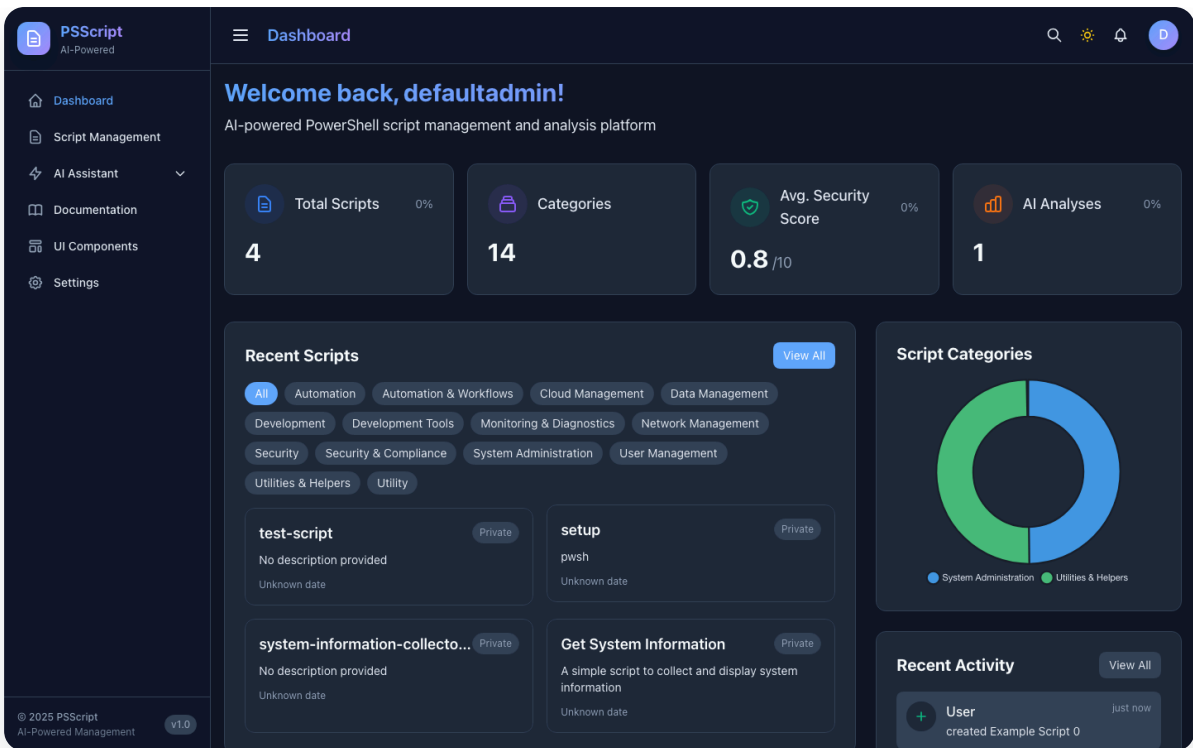 PSScript
AI-Powered
Dashboard
D
Dashboard
Script Management
AI Assistant
Documentation
UI Components
Settings
© 2025 PSScript
AI-Powered Management
v1.0
Welcome back, defaultadmin!
AI-powered PowerShell script management and analysis platform
Total Scripts
0%
4
Categories
14
Avg. Security
Score
0%
0.8 /10
AI Analyses
0%
1
Recent Scripts
View All
All Automation Automation & Workflows Cloud Management Data Management
Development Development Tools Monitoring & Diagnostics Network Management
Security Security & Compliance System Administration User Management
Utilities & Helpers Utility
test-script
Private
No description provided
Unknown date
setup
Private
pwsh
Unknown date
system-information-collecto...
Private
No description provided
Unknown date
Get System Information
Private
A simple script to collect and display system
information
Unknown date
Script Categories
System Administration Utilities & Helpers
Recent Activity
View All
User
just now
created Example Script 0